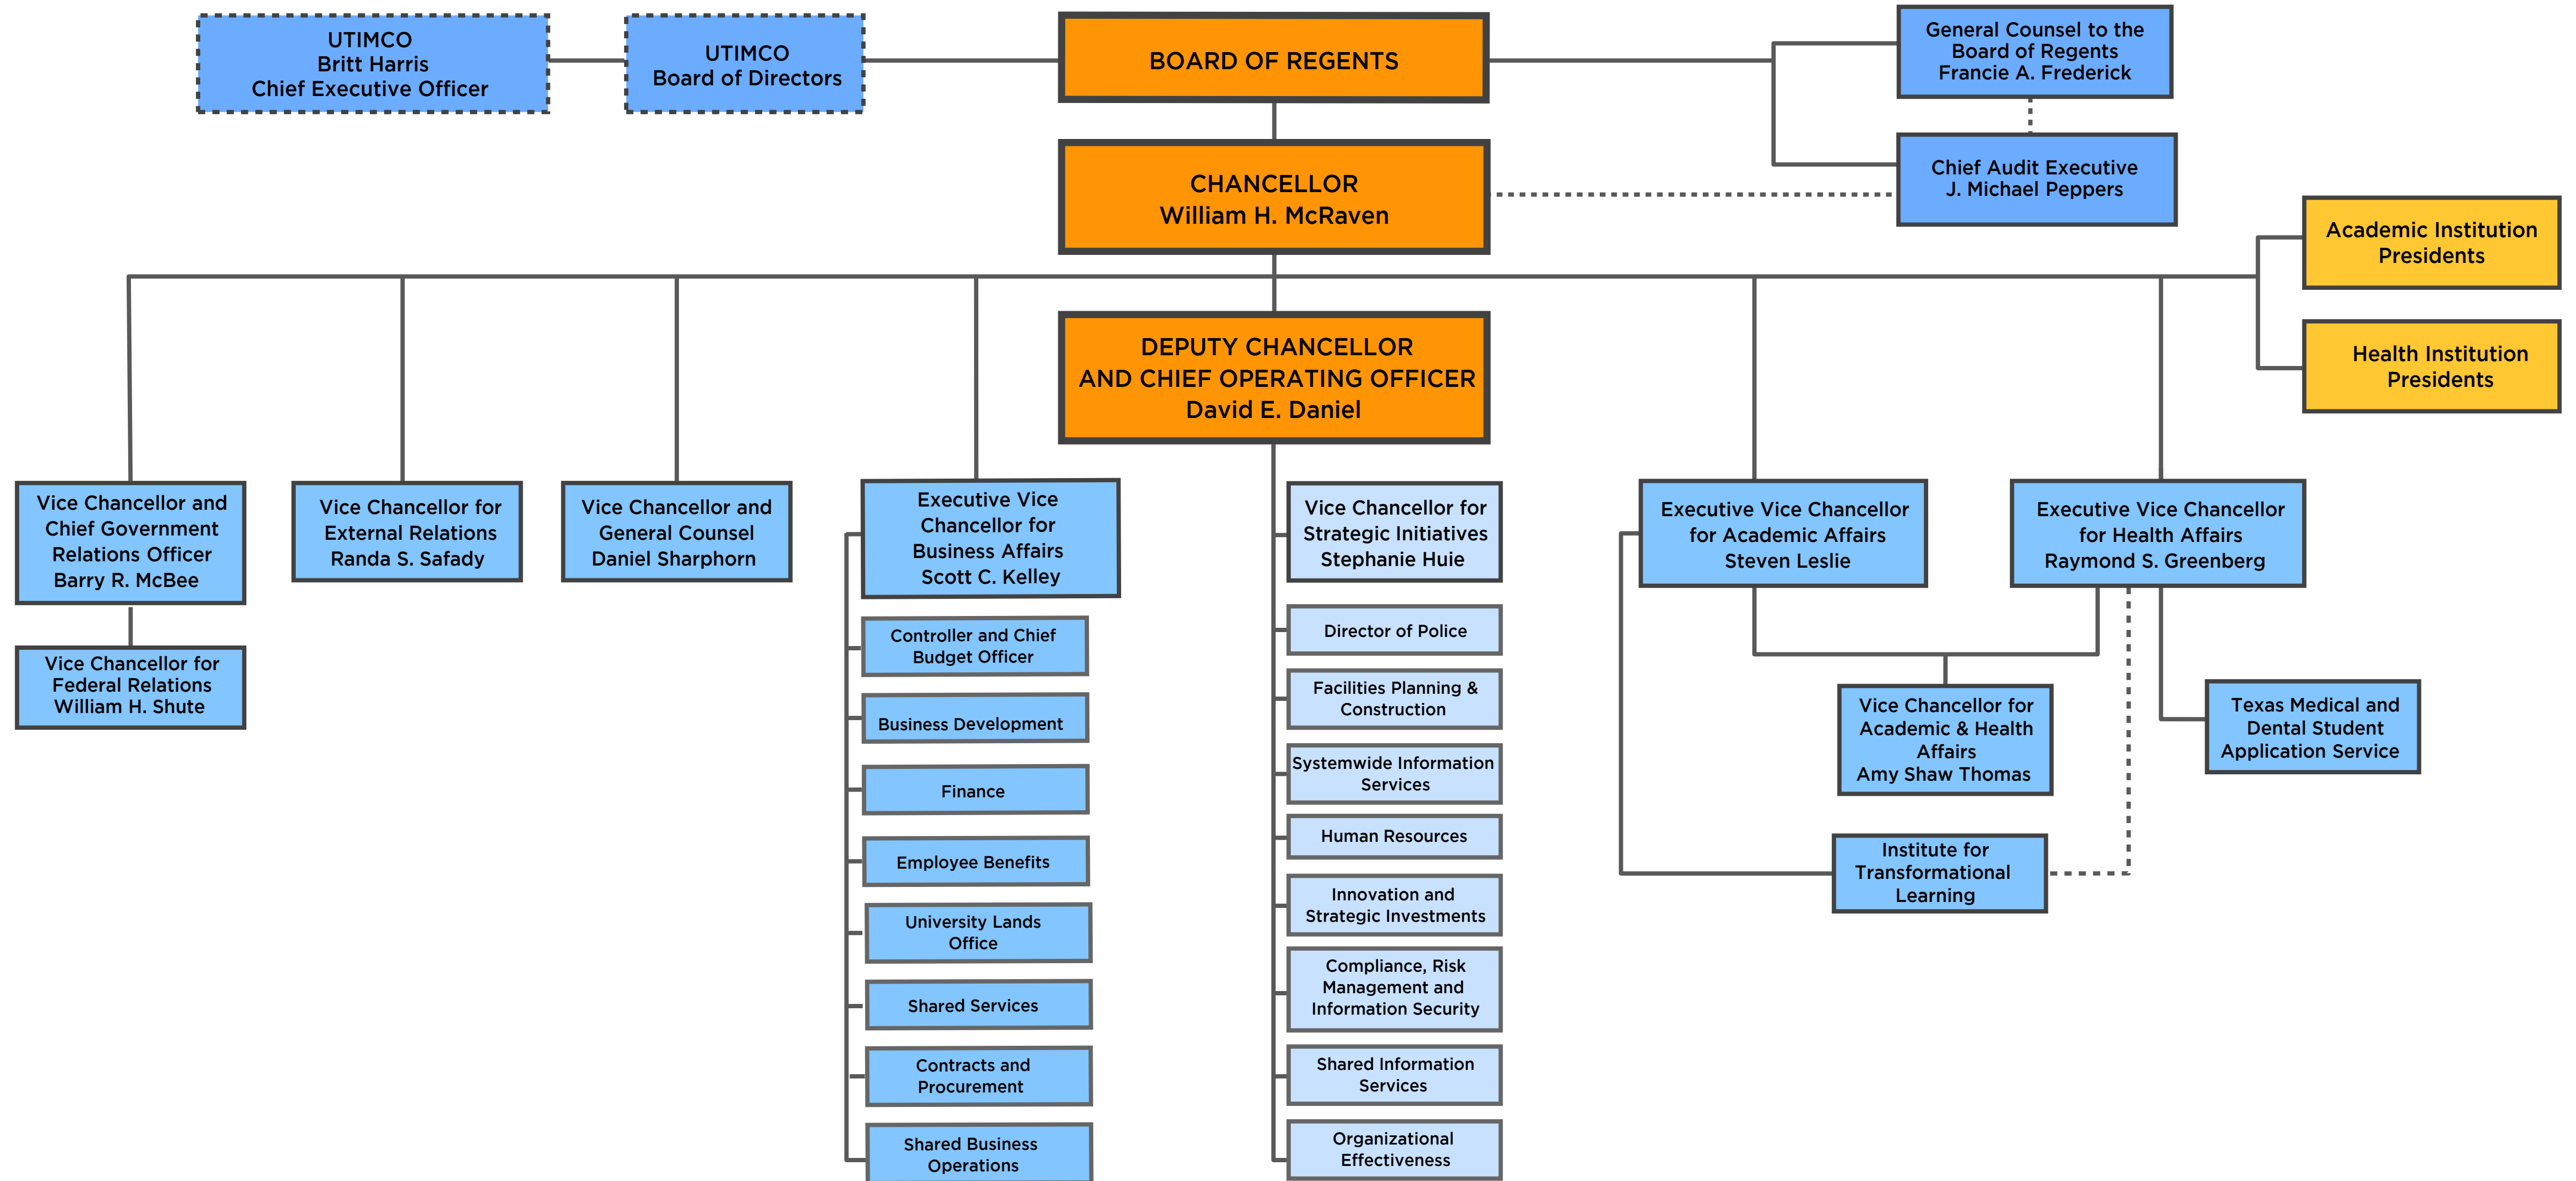 UTIMCO
Britt Harris
Chief Executive Officer
UTIMCO
Board of Directors
BOARD OF REGENTS
General Counsel to the
Board of Regents
Francie A. Frederick
CHANCELLOR
William H. McRaven
Chief Audit Executive
J. Michael Peppers
Academic Institution
Presidents
Health Institution
Presidents
DEPUTY CHANCELLOR
AND CHIEF OPERATING OFFICER
David E. Daniel
Vice Chancellor and
Chief Government
Relations Officer
Barry R. McBee
Vice Chancellor for
Federal Relations
William H. Shute
Vice Chancellor for
External Relations
Randa S. Safady
Vice Chancellor and
General Counsel
Daniel Sharphorn
Executive Vice
Chancellor for
Business Affairs
Scott C. Kelley
Controller and Chief
Budget Officer
Business Development
Finance
Employee Benefits
University Lands
Office
Shared Services
Contracts and
Procurement
Shared Business
Operations
Vice Chancellor for
Strategic Initiatives
Stephanie Huie
Director of Police
Facilities Planning &
Construction
Systemwide Information
Services
Human Resources
Innovation and
Strategic Investments
Compliance, Risk
Management and
Information Security
Shared Information
Services
Organizational
Effectiveness
Executive Vice Chancellor
for Academic Affairs
Steven Leslie
Executive Vice Chancellor
for Health Affairs
Raymond S. Greenberg
Vice Chancellor for
Academic & Health
Affairs
Amy Shaw Thomas
Texas Medical and
Dental Student
Application Service
Institute for
Transformational
Learning